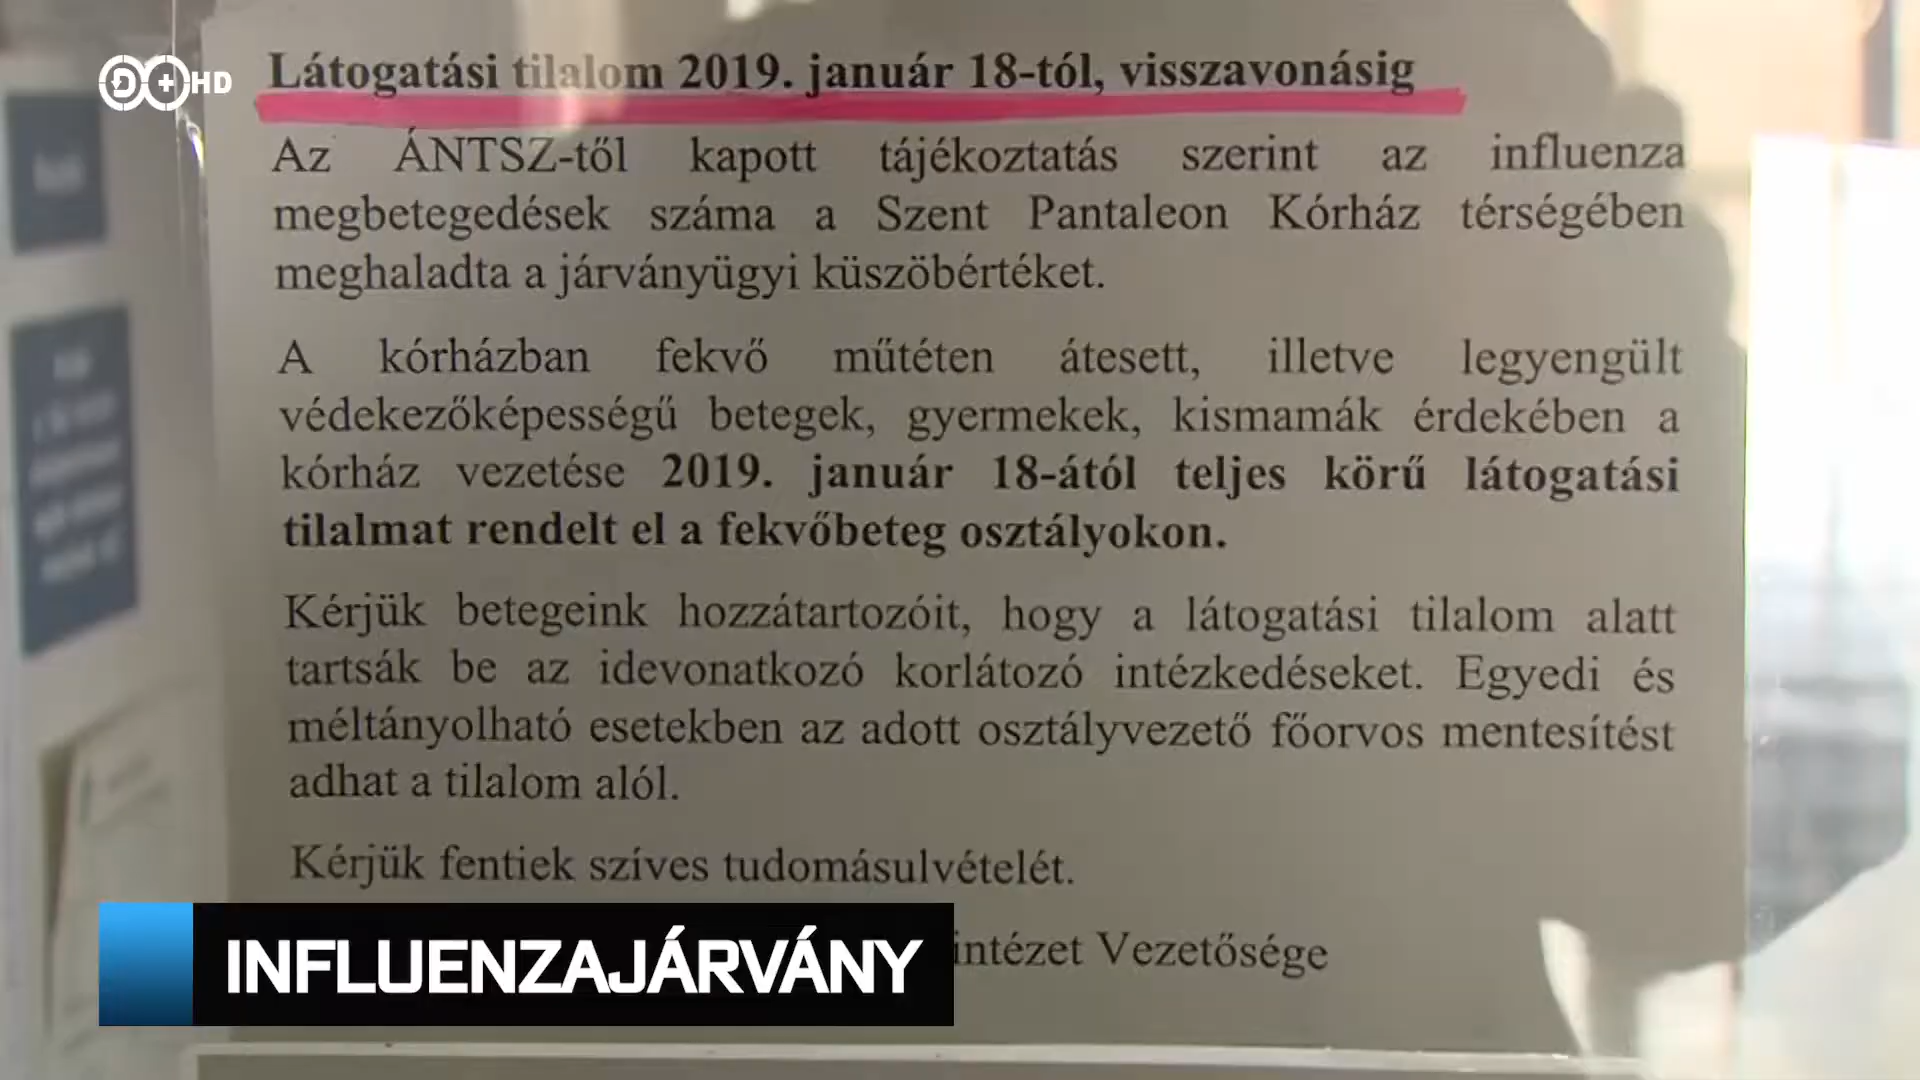 HD
Látogatási tilalom 2019. január 18-tól, visszavonásig
Az ÁNTSZ-től kapott tájékoztatás szerint az influenza
megbetegedések száma a Szent Pantaleon Kórház térségében
meghaladta a járványügyi küszöbértéket.
A kórházban fekvő műtéten átesett, illetve legyengült
védekezőképességű betegek, gyermekek, kismamák érdekében a
kórház vezetése 2019. január 18-ától teljes körű látogatási
tilalmat rendelt el a fekvőbeteg osztályokon.
Kérjük betegeink hozzátartozóit, hogy a látogatási tilalom alatt
tartsák be az idevonatkozó korlátozó intézkedéseket. Egyedi és
méltányolható esetekben az adott osztályvezető főorvos mentesítést
adhat a tilalom alól.
Kérjük fentiek szíves tudomásulvételét.
intézet Vezetősége
INFLUENZAJÁRVÁNY